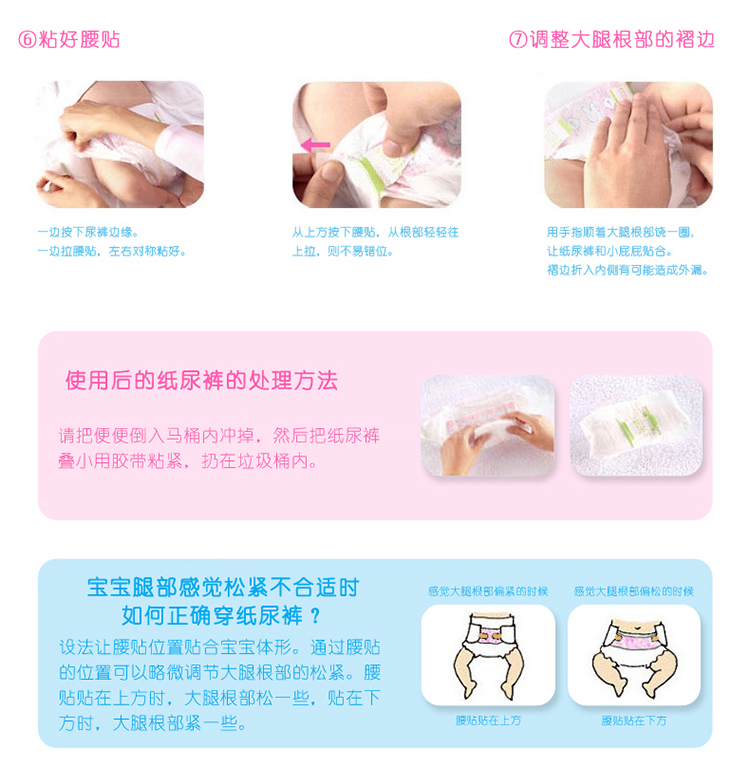 ⑥粘好腰贴
⑦调整大腿根部的褶边
一边按下尿裤边缘。
一边拉腰贴，左右对称粘好。
从上方按下腰贴，从根部轻轻往
上拉，则不易错位。
用手指顺着大腿根部饶一圈，
让纸尿裤和小屁屁贴合。
褶边折入内侧有可能造成外漏。
使用后的纸尿裤的处理方法
请把便便倒入马桶内冲掉，然后把纸尿裤
叠小用胶带粘紧，扔在垃圾桶内。
宝宝腿部感觉松紧不合适时
如何正确穿纸尿裤？
设法让腰贴位置贴合宝宝体形。通过腰贴
的位置可以略微调节大腿根部的松紧。腰
贴贴在上方时，大腿根部松一些，贴在下
方时，大腿根部紧一些。
感觉大腿根部偏紧的时候
感觉大腿根部偏松的时候
腰贴贴在上方
腰贴贴在下方